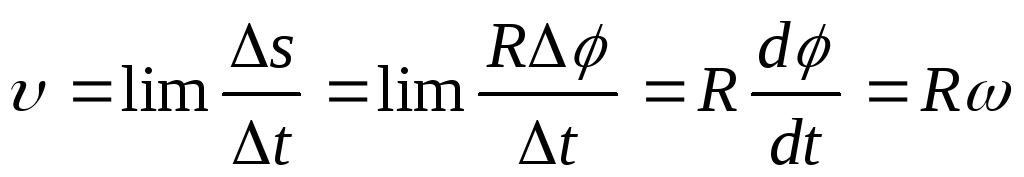 υ = lim Δs/Δt = lim RΔϕ/Δt = R dϕ/dt = Rω